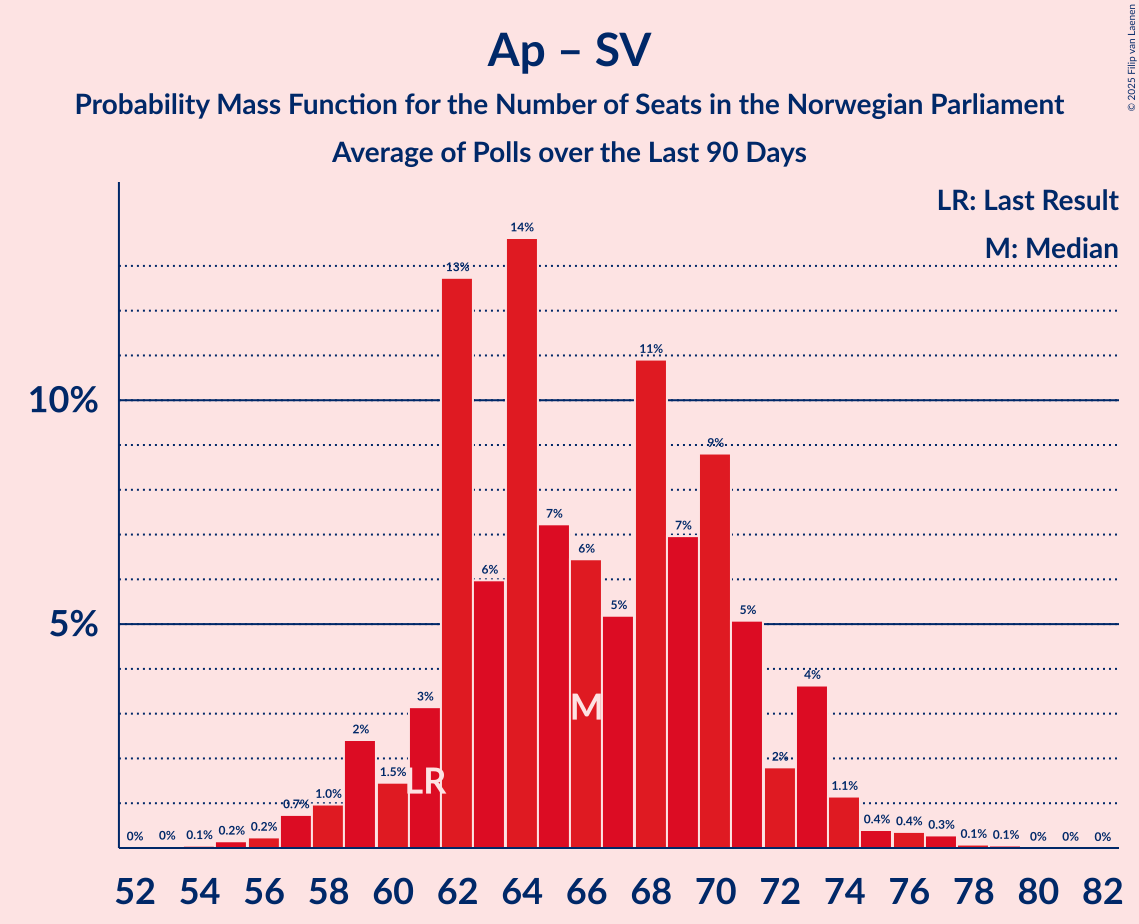 Ap – SV
Probability Mass Function for the Number of Seats in the Norwegian Parliament
Average of Polls over the Last 90 Days
© 2025 Filip van Laenen
LR: Last Result
M: Median
10%
5%
0% 0% 0.1% 0.2% 0.2% 0.7% 1.0% 2% 1.5% 3% 13% 6% 14% 7% 6% 5% 11% 7% 9% 5% 2% 4% 1.1% 0.4% 0.4% 0.3% 0.1% 0.1% 0% 0% 0%
LR
M
52 54 56 58 60 62 64 66 68 70 72 74 76 78 80 82